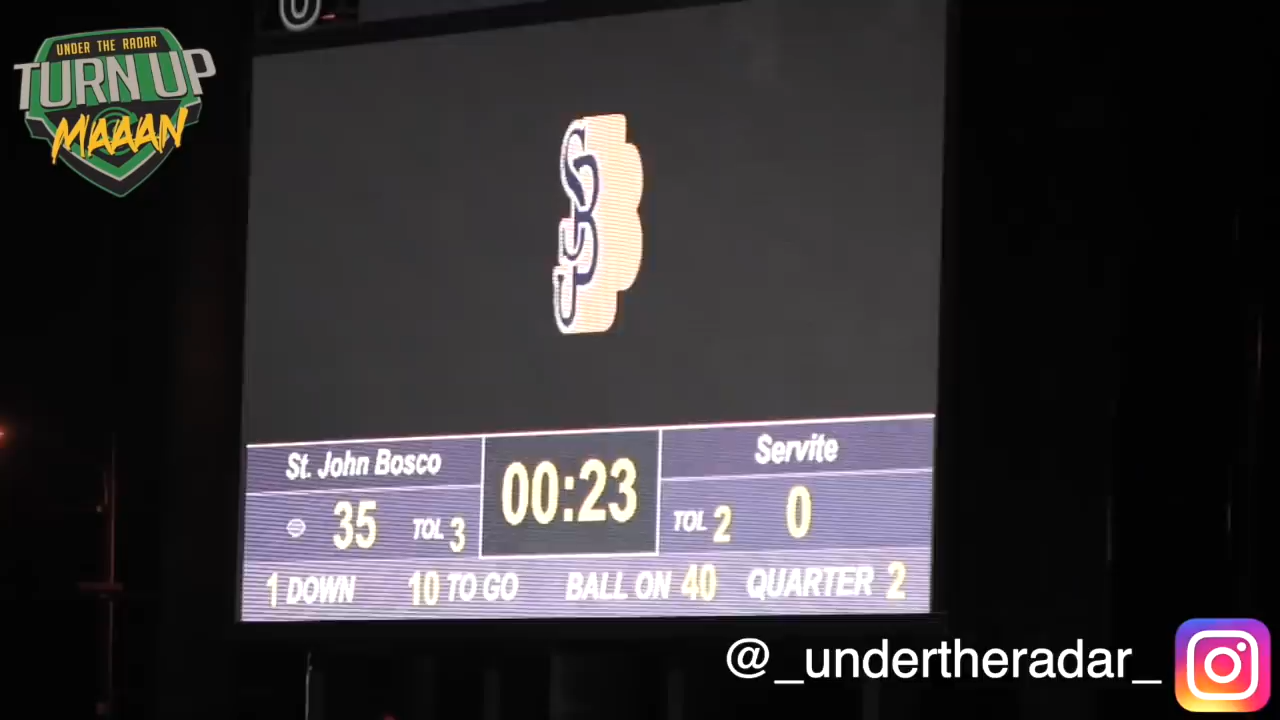 UNDER THE RADAR
TURN UP
MAAAN
SJB
St. John Bosco
35 TOL 3
00:23
Servite
TOL 2 0
1 DOWN 10 TO GO BALL ON 40 QUARTER 2
@_undertheradar_